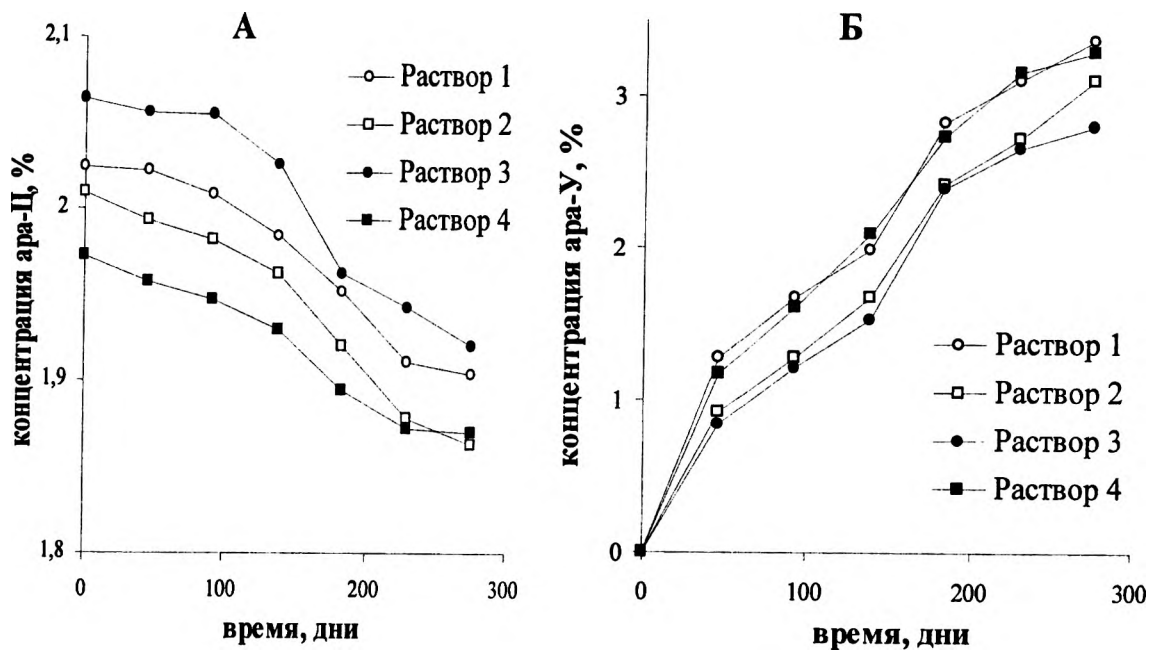 А
2,1
2
1,9
1,8
концентрация ара-Ц, %
0
100
200
300
время, дни
Раствор 1
Раствор 2
Раствор 3
Раствор 4
Б
3
2
1
0
концентрация ара-У, %
0
100
200
300
время, дни
Раствор 1
Раствор 2
Раствор 3
Раствор 4